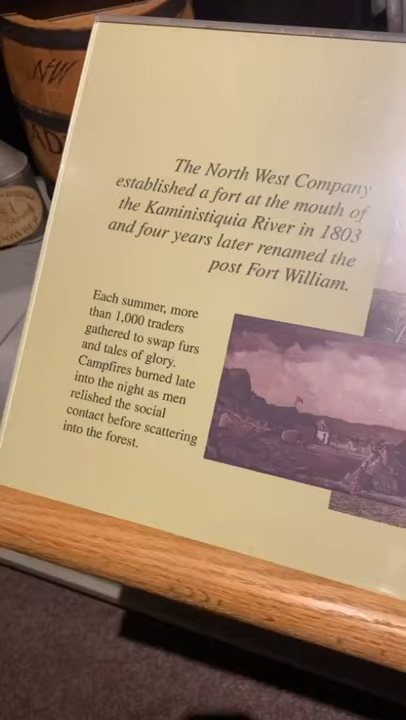 NW
The North West Company
established a fort at the mouth of
the Kaministiquia River in 1803
and four years later renamed the
post Fort William.
Each summer, more
than 1,000 traders
gathered to swap furs
and tales of glory.
Campfires burned late
into the night as men
relished the social
contact before scattering
into the forest.